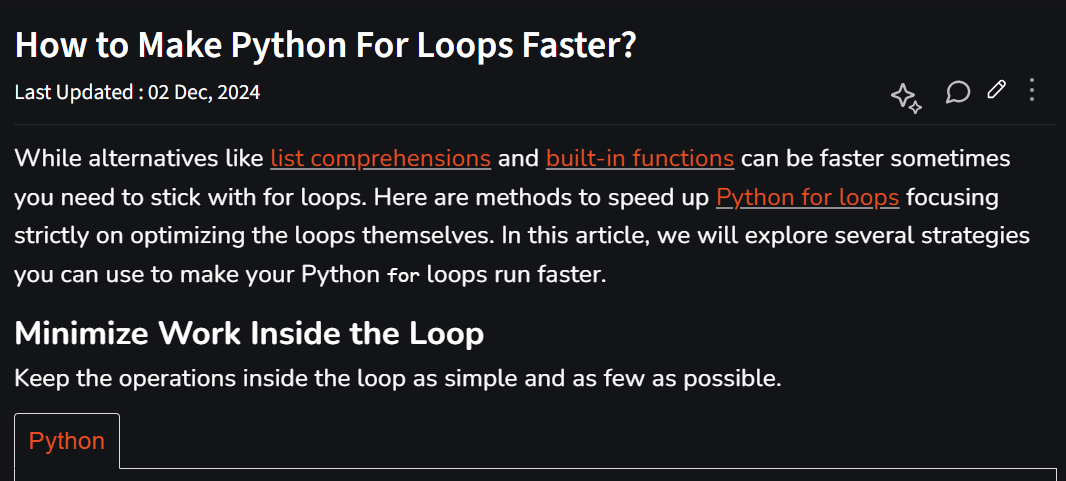 How to Make Python For Loops Faster?
Last Updated : 02 Dec, 2024
While alternatives like list comprehensions and built-in functions can be faster sometimes
you need to stick with for loops. Here are methods to speed up Python for loops focusing
strictly on optimizing the loops themselves. In this article, we will explore several strategies
you can use to make your Python for loops run faster.
Minimize Work Inside the Loop
Keep the operations inside the loop as simple and as few as possible.
Python